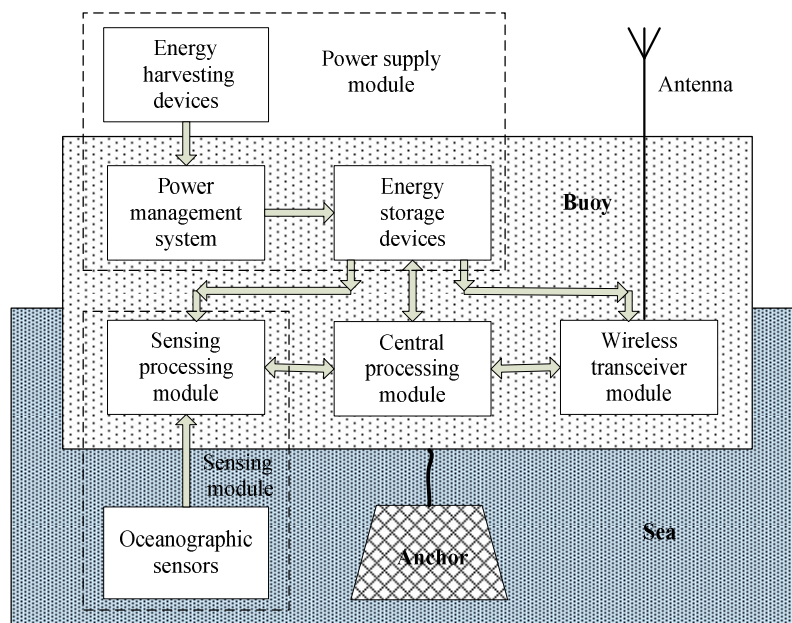 Energy
harvesting
devices
Power supply
module
Antenna
Power
management
system
Energy
storage
devices
Buoy
Sensing
processing
module
Central
processing
module
Wireless
transceiver
module
Sensing
module
Oceanographic
sensors
Anchor
Sea